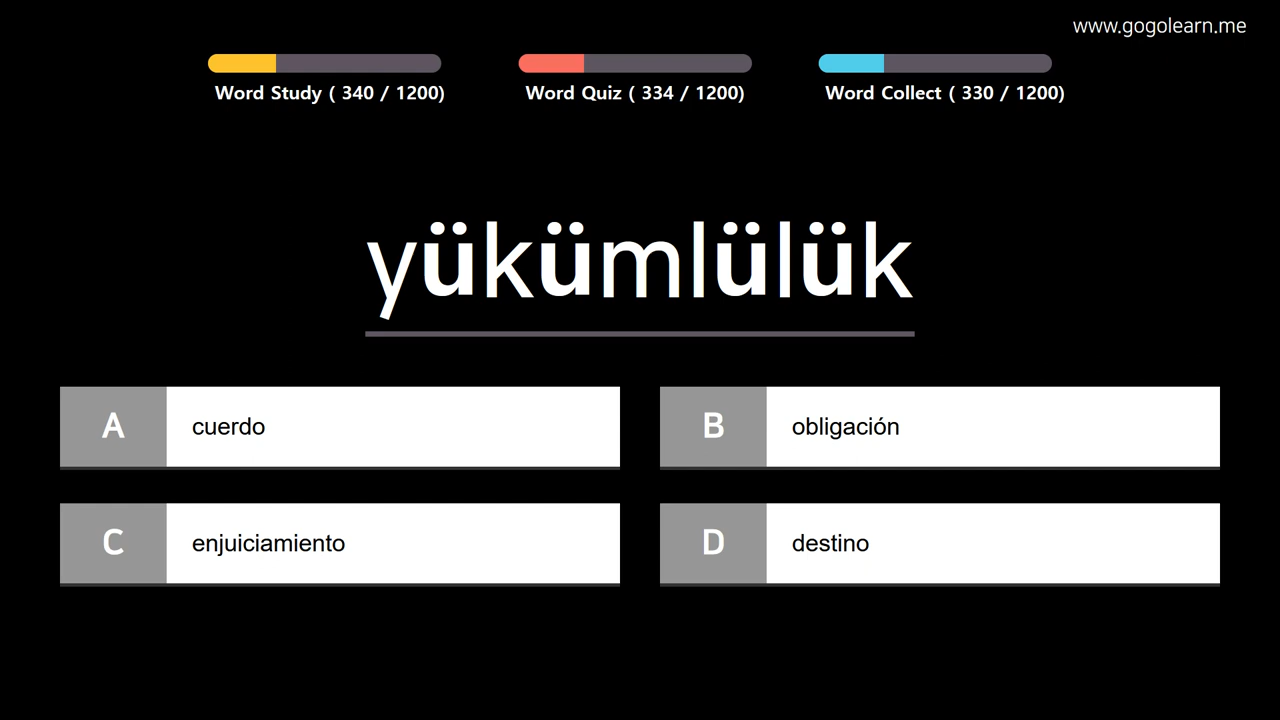 www.gogolearn.me
Word Study ( 340 / 1200)
Word Quiz ( 334 / 1200)
Word Collect ( 330 / 1200)
yükümlülük
A cuerdo
B obligación
C enjuiciamiento
D destino